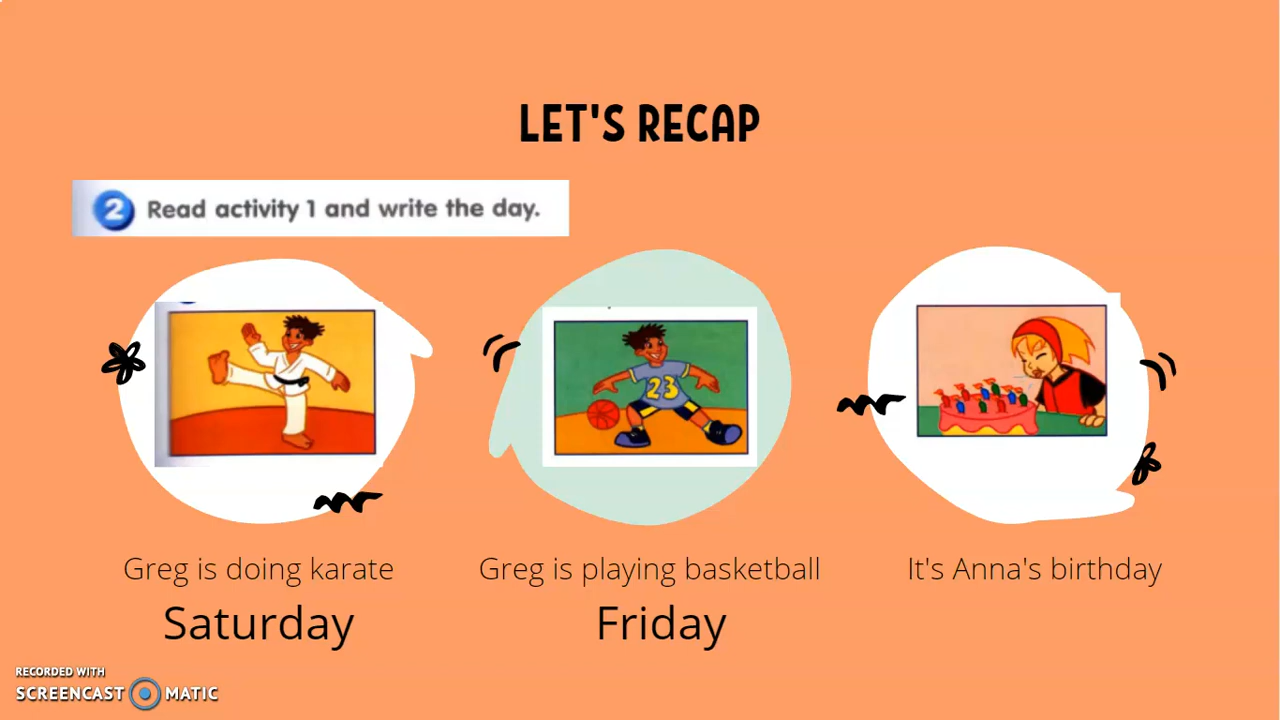 LET'S RECAP
2 Read activity 1 and write the day.
23
Greg is doing karate
Saturday
Greg is playing basketball
Friday
It's Anna's birthday
RECORDED WITH
SCREENCAST MATIC